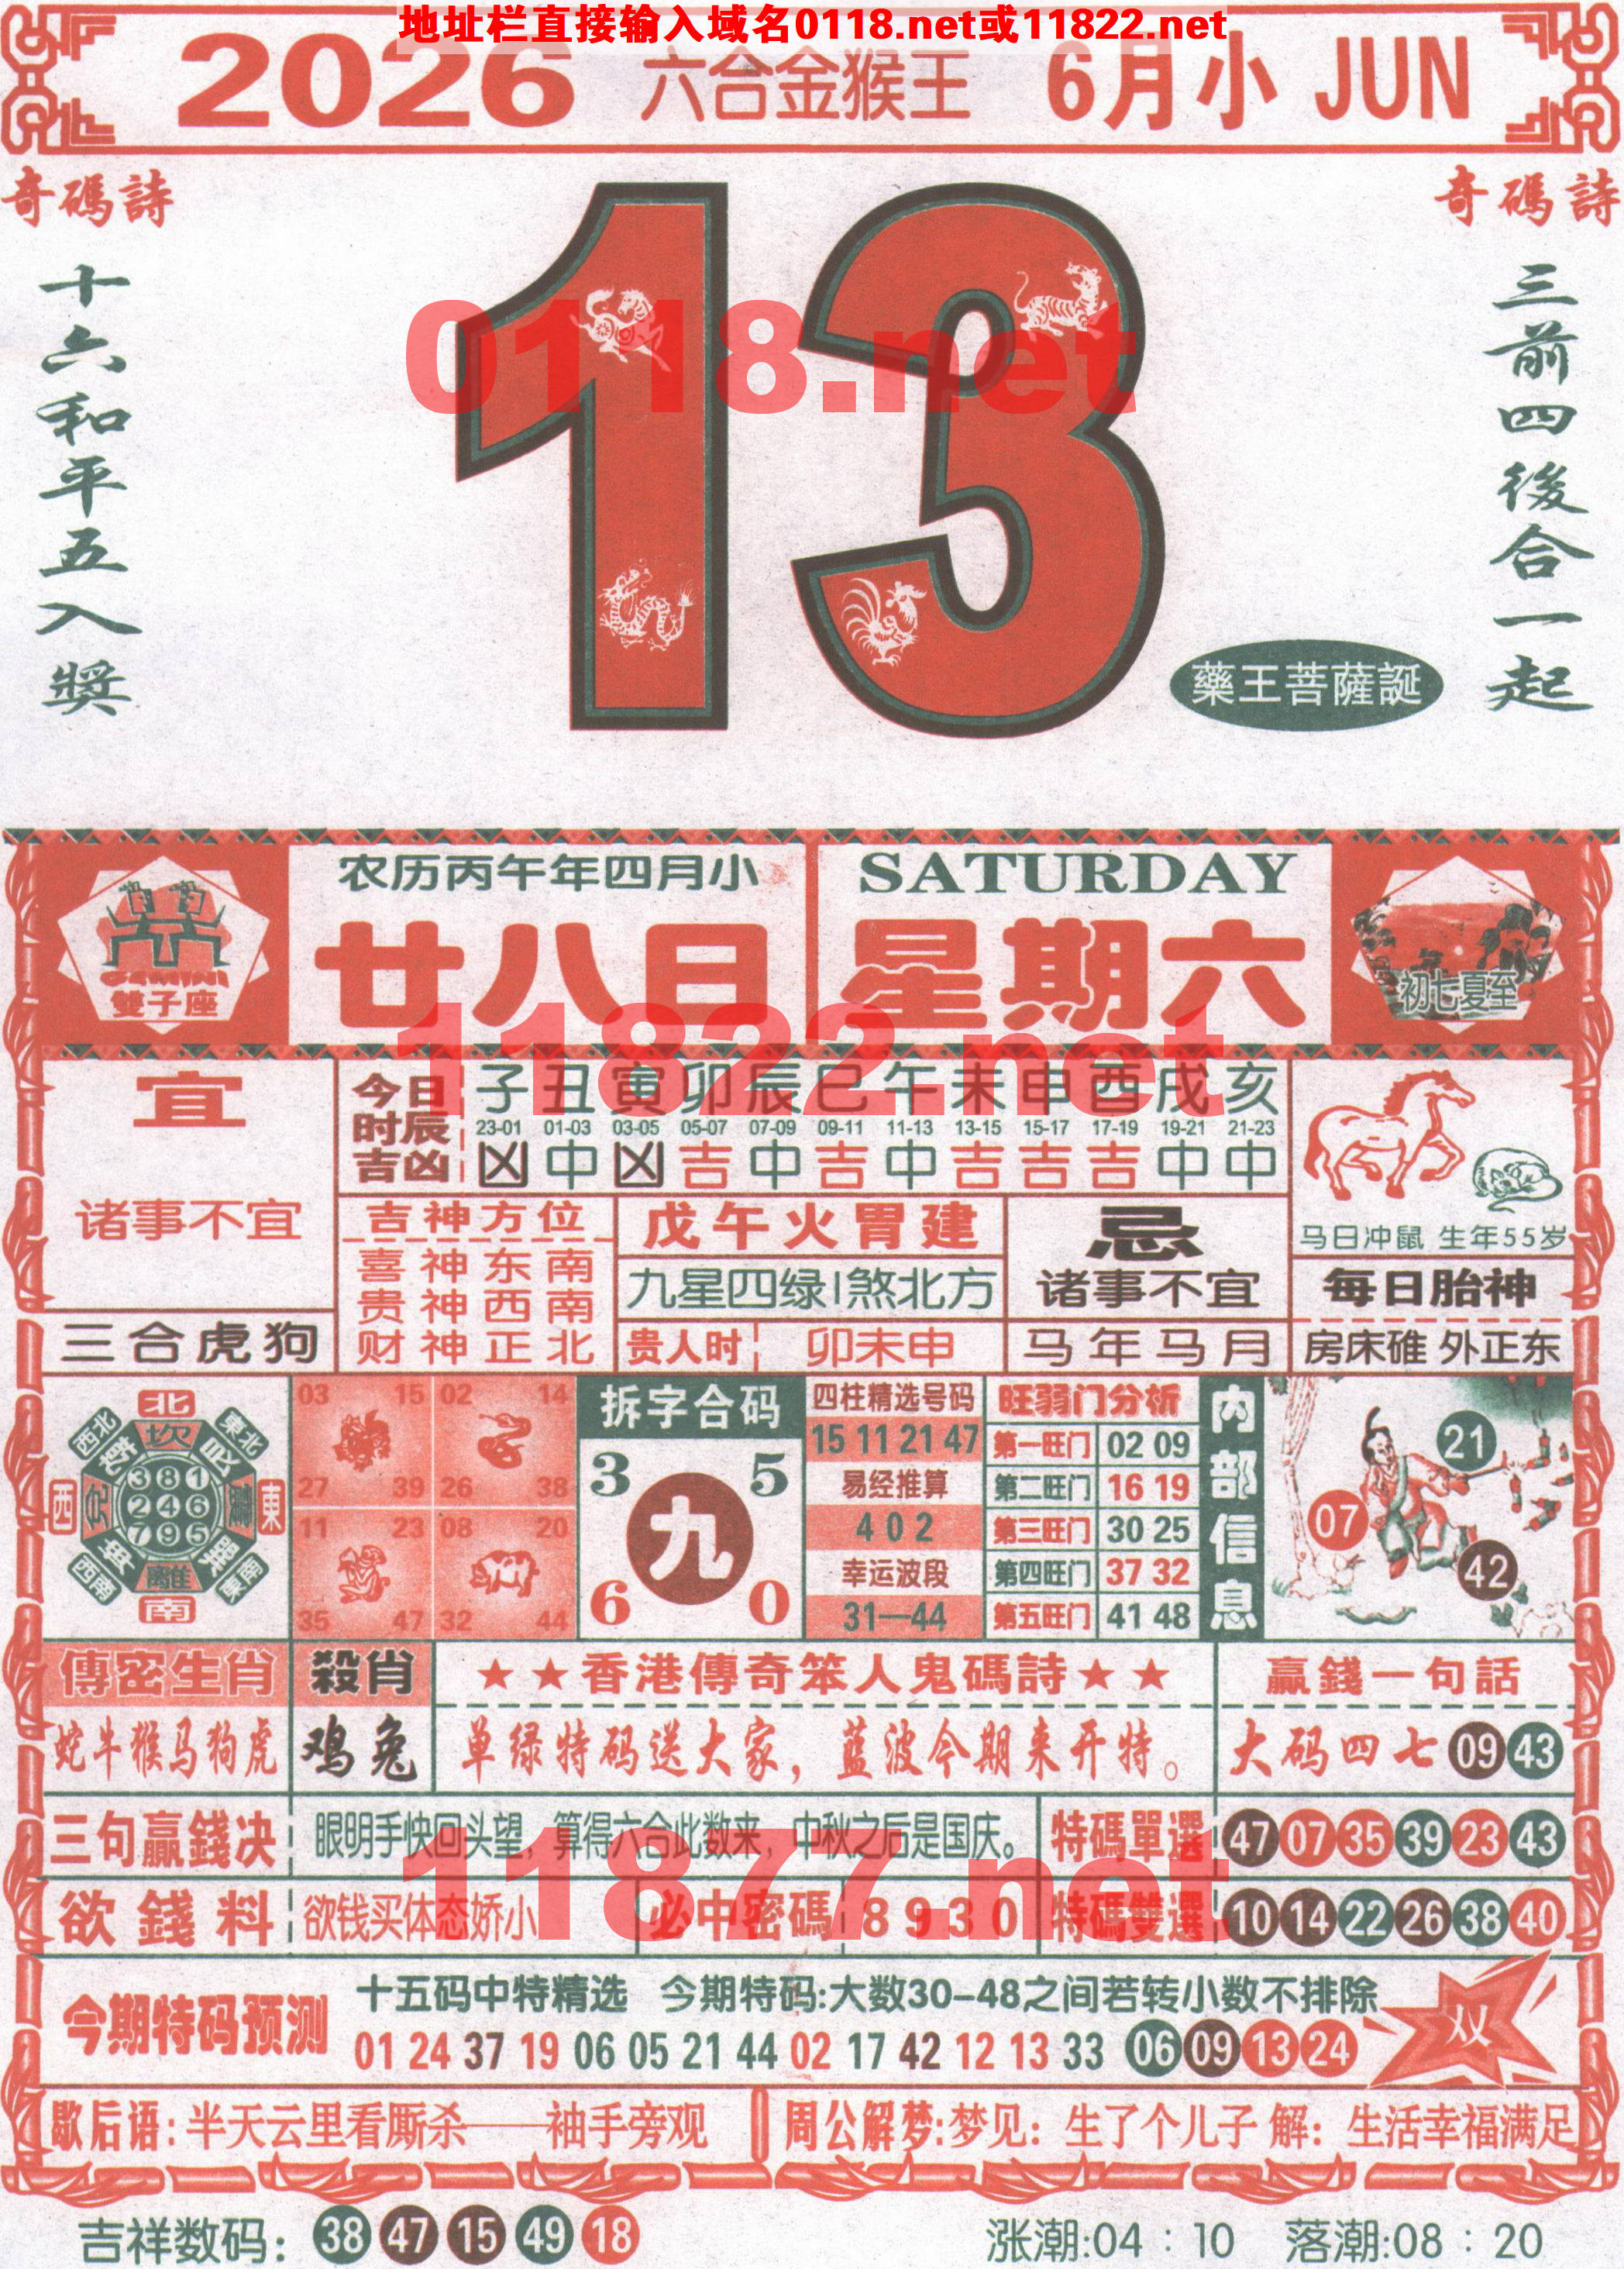 地址栏直接输入域名0118.net或11822.net
2026 六合金猴王 6月小 JUN
奇碼詩
十六和平五入獎
13
奇碼詩
三前四後合一起
藥王菩薩誕
0118.net
GEMINI
雙子座
农历丙午年四月小
廿八日
SATURDAY
星期六
初七夏至
11822.net
宜
诸事不宜
三合虎狗
今日时辰吉凶
子 丑 寅 卯 辰 巳 午 未 申 酉 戌 亥
23-01 01-03 03-05 05-07 07-09 09-11 11-13 13-15 15-17 17-19 19-21 21-23
凶 中 凶 吉 中 吉 中 吉 吉 吉 中 中
吉神方位
喜神东南
贵神西南
财神正北
戊午火胃建
九星四绿|煞北方
贵人时 卯未申
忌
诸事不宜
马年马月
马日冲鼠 生年55岁
每日胎神
房床碓 外正东
北
西北 坎 東北
西 381 東
246
795
西南 離 東南
南
03 15 02 14
27 39 26 38
11 23 08 20
35 47 32 44
拆字合码
3 5
九
6 0
四柱精选号码
15 11 21 47
易经推算
4 0 2
幸运波段
31—44
旺弱门分析
第一旺门 02 09
第二旺门 16 19
第三旺门 30 25
第四旺门 37 32
第五旺门 41 48
内部信息
21
07
42
傳密生肖
蛇牛猴马狗虎
殺肖
鸡兔
★★香港傳奇笨人鬼碼詩★★
单绿特码送大家，蓝波今期来开特。
贏錢一句話
大码四七 09 43
三句贏錢决 眼明手快回头望，算得六合此数来，中秋之后是国庆。 特碼單選 47 07 35 39 23 43
欲錢料 欲钱买体态娇小 必中密碼 8930 特碼雙選 10 14 22 26 38 40
11877.net
今期特码预测
十五码中特精选 今期特码:大数30-48之间若转小数不排除
01 24 37 19 06 05 21 44 02 17 42 12 13 33 06 09 13 24
双
歇后语:半天云里看厮杀——袖手旁观
周公解梦:梦见：生了个儿子 解：生活幸福满足
吉祥数码：38 47 15 49 18
涨潮:04：10 落潮:08：20